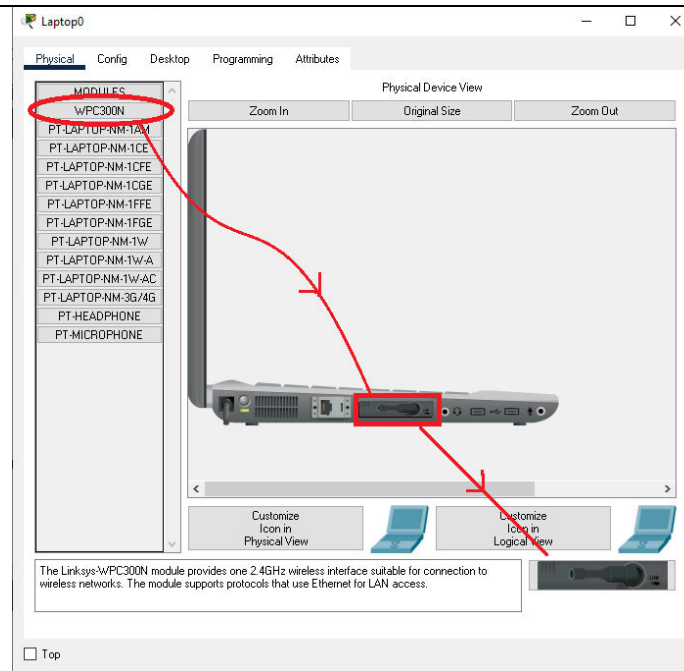 Laptop0
Physical Config Desktop Programming Attributes
MODULES
WPC300N
PT-LAPTOP-NM-1AM
PT-LAPTOP-NM-1CE
PT-LAPTOP-NM-1CFE
PT-LAPTOP-NM-1CGE
PT-LAPTOP-NM-1FFE
PT-LAPTOP-NM-1FGE
PT-LAPTOP-NM-1W
PT-LAPTOP-NM-1W-A
PT-LAPTOP-NM-1W-AC
PT-LAPTOP-NM-3G/4G
PT-HEADPHONE
PT-MICROPHONE
Physical Device View
Zoom In Original Size Zoom Out
Customize
Icon in
Physical View
Customize
Icon in
Logical View
The Linksys-WPC300N module provides one 2.4GHz wireless interface suitable for connection to
wireless networks. The module supports protocols that use Ethernet for LAN access.
LINK
Top